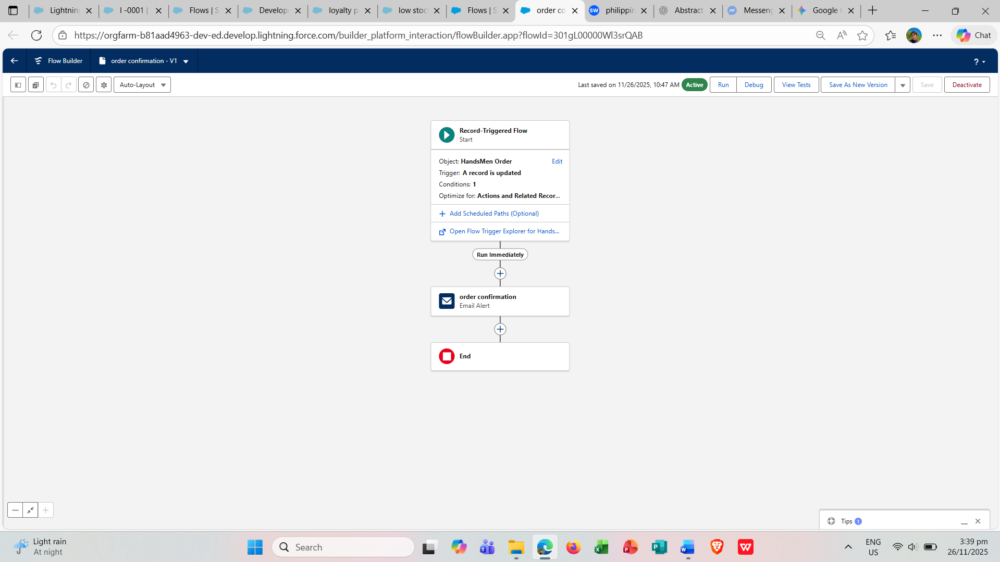 Lightning
I -0001 |
Flows | S
Develop
loyalty p
low stoc
Flows | S
order co
SW
philippin
Abstract
Messeng
Google
https://orgfarm-b81aad4963-dev-ed.develop.lightning.force.com/builder_platform_interaction/flowBuilder.app?flowId=301gL00000Wl3srQAB
Chat
Flow Builder
order confirmation - V1
?
Auto-Layout
Last saved on 11/26/2025, 10:47 AM
Active
Run
Debug
View Tests
Save As New Version
Save
Deactivate
Record-Triggered Flow
Start
Object: HandsMen Order
Edit
Trigger: A record is updated
Conditions: 1
Optimize for: Actions and Related Recor...
Add Scheduled Paths (Optional)
Open Flow Trigger Explorer for Hands...
Run Immediately
order confirmation
Email Alert
End
Tips 1
Light rain
At night
Search
ENG
US
3:39 pm
26/11/2025